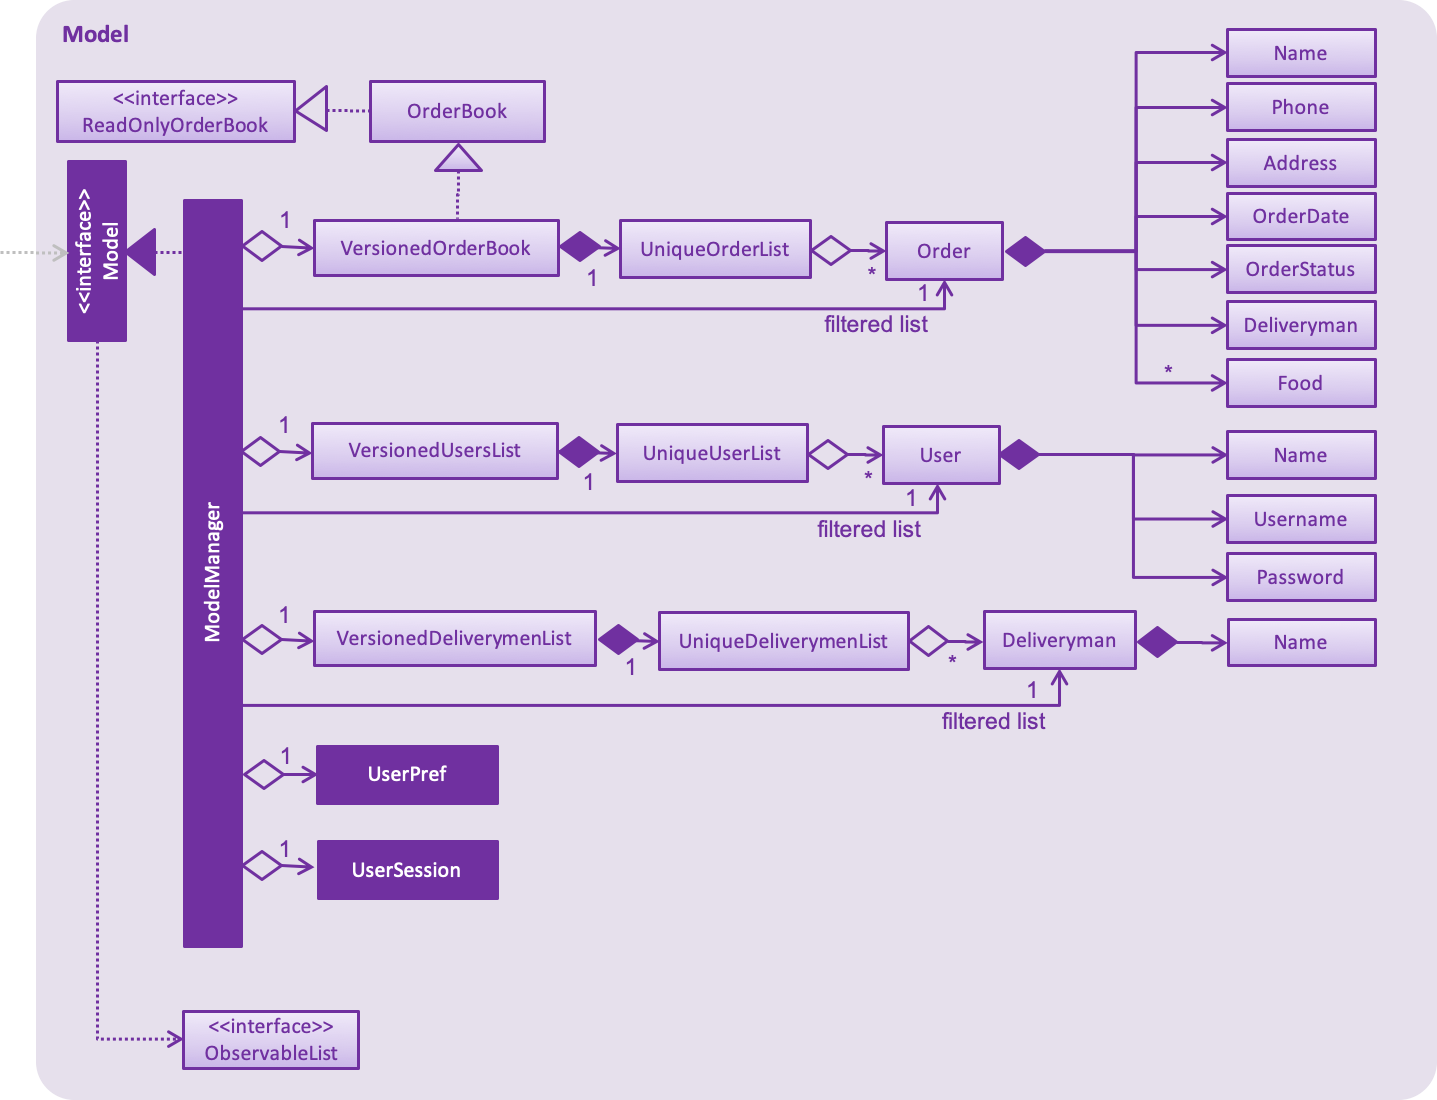 Model
<<interface>>
ReadOnlyOrderBook
OrderBook
<<interface>>
Model
ModelManager
1
VersionedOrderBook
1
UniqueOrderList
*
Order
1
filtered list
Name
Phone
Address
OrderDate
OrderStatus
Deliveryman
*
Food
1
VersionedUsersList
1
UniqueUserList
*
User
1
filtered list
Name
Username
Password
1
VersionedDeliverymenList
1
UniqueDeliverymenList
*
Deliveryman
1
filtered list
Name
1
UserPref
1
UserSession
<<interface>>
ObservableList